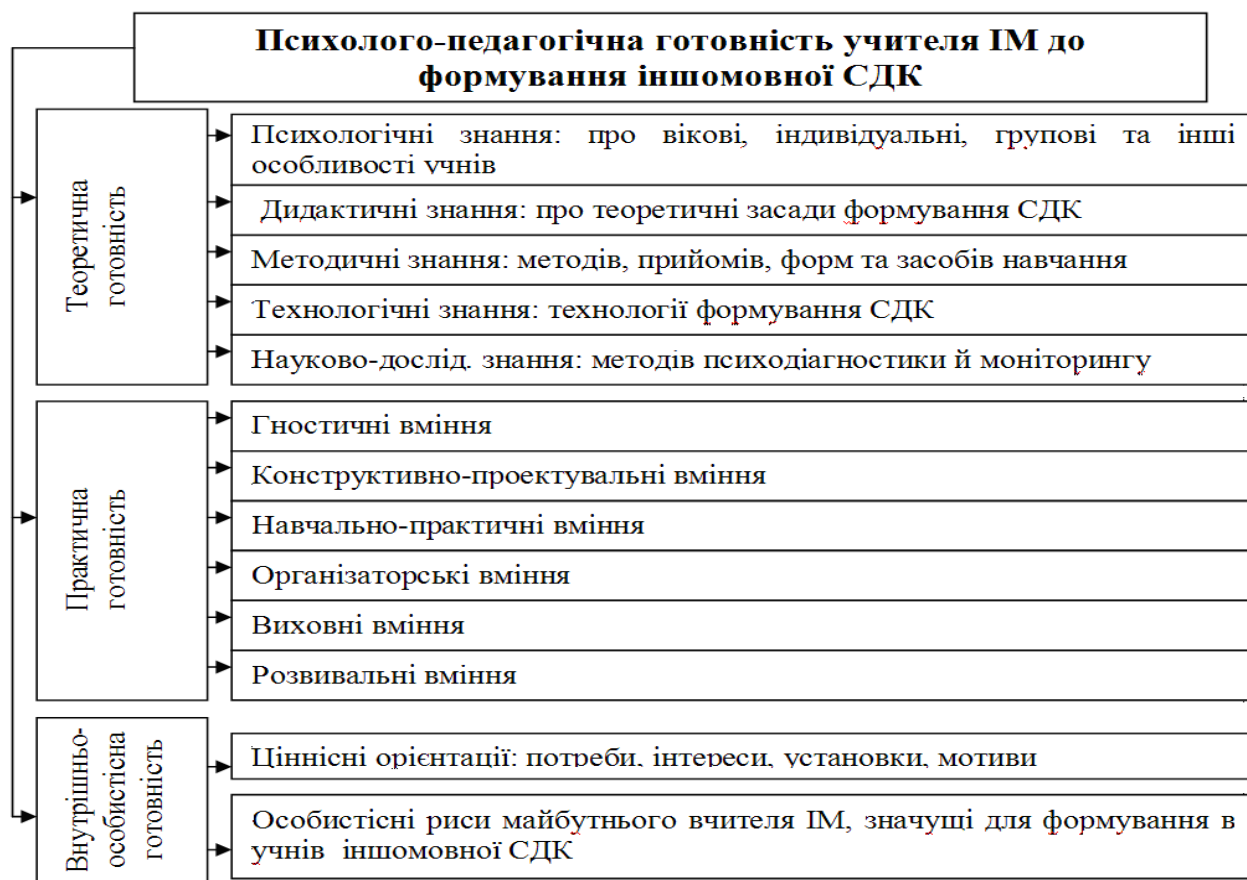 Психолого-педагогічна готовність учителя ІМ до
формування іншомовної СДК
Теоретична
готовність
Психологічні знання: про вікові, індивідуальні, групові та інші
особливості учнів
Дидактичні знання: про теоретичні засади формування СДК
Методичні знання: методів, прийомів, форм та засобів навчання
Технологічні знання: технології формування СДК
Науково-дослід. знання: методів психодіагностики й моніторингу
Практична
готовність
Гностичні вміння
Конструктивно-проектувальні вміння
Навчально-практичні вміння
Організаторські вміння
Виховні вміння
Розвивальні вміння
Внутрішньо-
особистісна
готовність
Ціннісні орієнтації: потреби, інтереси, установки, мотиви
Особистісні риси майбутнього вчителя ІМ, значущі для формування в
учнів іншомовної СДК